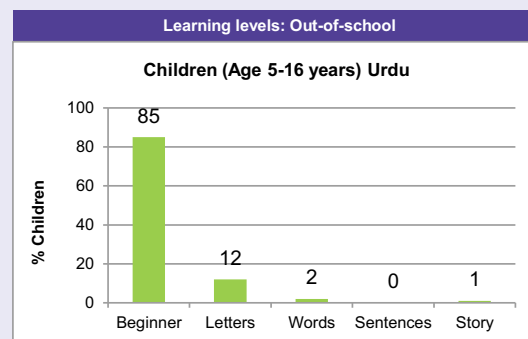 Learning levels: Out-of-school
Children (Age 5-16 years) Urdu
% Children
100
80
60
40
20
0
85
12
2
0
1
Beginner Letters Words Sentences Story